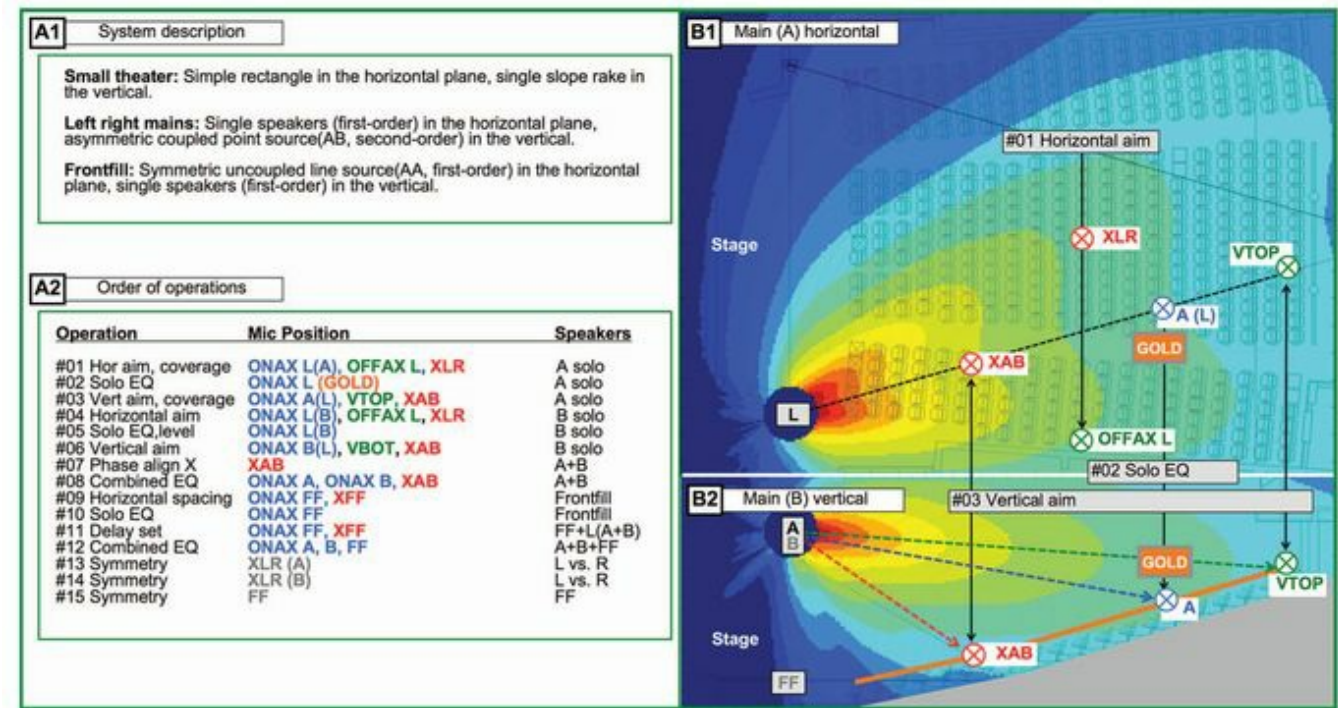 A1 System description
Small theater: Simple rectangle in the horizontal plane, single slope rake in
the vertical.
Left right mains: Single speakers (first-order) in the horizontal plane,
asymmetric coupled point source(AB, second-order) in the vertical.
Frontfill: Symmetric uncoupled line source(AA, first-order) in the horizontal
plane, single speakers (first-order) in the vertical.
A2 Order of operations
Operation Mic Position Speakers
#01 Hor aim, coverage ONAX L(A), OFFAX L, XLR A solo
#02 Solo EQ ONAX L (GOLD) A solo
#03 Vert aim, coverage ONAX A(L), VTOP, XAB A solo
#04 Horizontal aim ONAX L(B), OFFAX L, XLR B solo
#05 Solo EQ,level ONAX L(B) B solo
#06 Vertical aim ONAX B(L), VBOT, XAB B solo
#07 Phase align X XAB A+B
#08 Combined EQ ONAX A, ONAX B, XAB A+B
#09 Horizontal spacing ONAX FF, XFF Frontfill
#10 Solo EQ ONAX FF Frontfill
#11 Delay set ONAX FF, XFF FF+L(A+B)
#12 Combined EQ ONAX A, B, FF A+B+FF
#13 Symmetry XLR (A) L vs. R
#14 Symmetry XLR (B) L vs. R
#15 Symmetry FF FF
B1 Main (A) horizontal
#01 Horizontal aim
Stage
XLR
VTOP
A (L)
GOLD
XAB
L
OFFAX L
#02 Solo EQ
B2 Main (B) vertical
#03 Vertical aim
A
B
GOLD
VTOP
A
Stage
XAB
FF